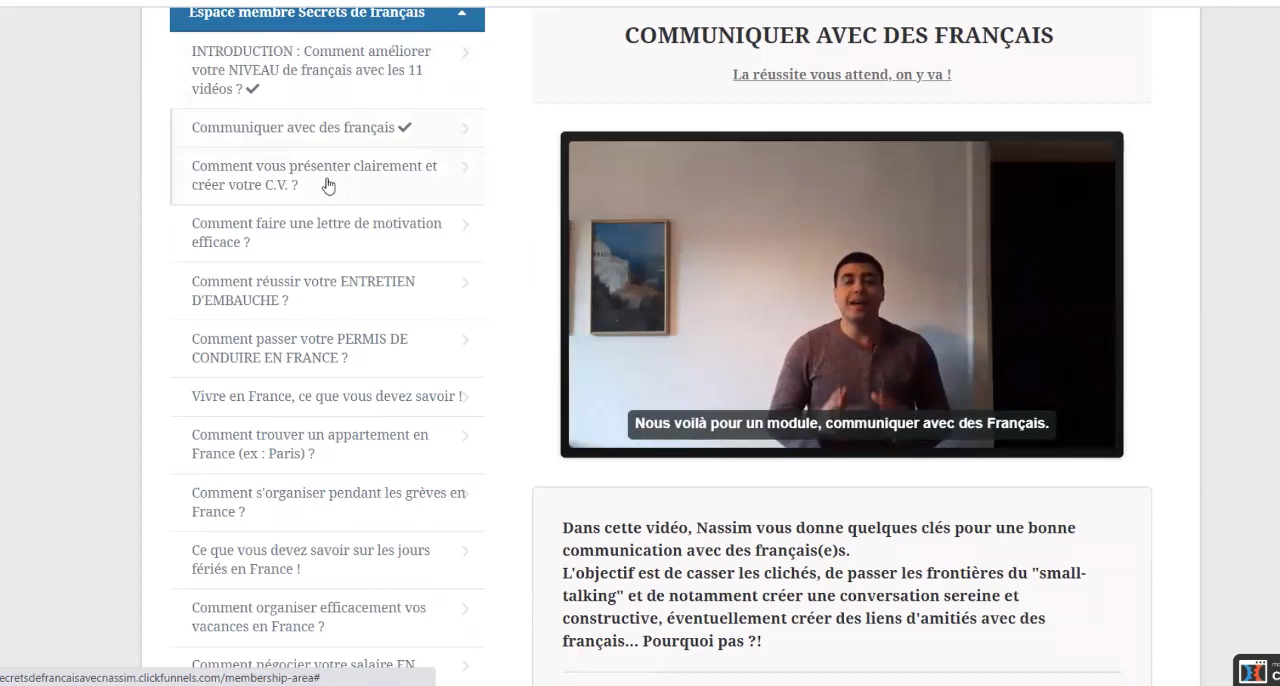 Espace membre Secrets de français
INTRODUCTION : Comment améliorer
votre NIVEAU de français avec les 11
vidéos ?
Communiquer avec des français
Comment vous présenter clairement et
créer votre C.V. ?
Comment faire une lettre de motivation
efficace ?
Comment réussir votre ENTRETIEN
D'EMBAUCHE ?
Comment passer votre PERMIS DE
CONDUIRE EN FRANCE ?
Vivre en France, ce que vous devez savoir !
Comment trouver un appartement en
France (ex : Paris) ?
Comment s'organiser pendant les grèves en
France ?
Ce que vous devez savoir sur les jours
fériés en France !
Comment organiser efficacement vos
vacances en France ?
Comment négocier votre salaire EN
ecretsdefrancaisavecnassim.clickfunnels.com/membership-area#
COMMUNIQUER AVEC DES FRANÇAIS
La réussite vous attend, on y va !
Nous voilà pour un module, communiquer avec des Français.
Dans cette vidéo, Nassim vous donne quelques clés pour une bonne
communication avec des français(e)s.
L'objectif est de casser les clichés, de passer les frontières du "small-
talking" et de notamment créer une conversation sereine et
constructive, éventuellement créer des liens d'amitiés avec des
français... Pourquoi pas ?!